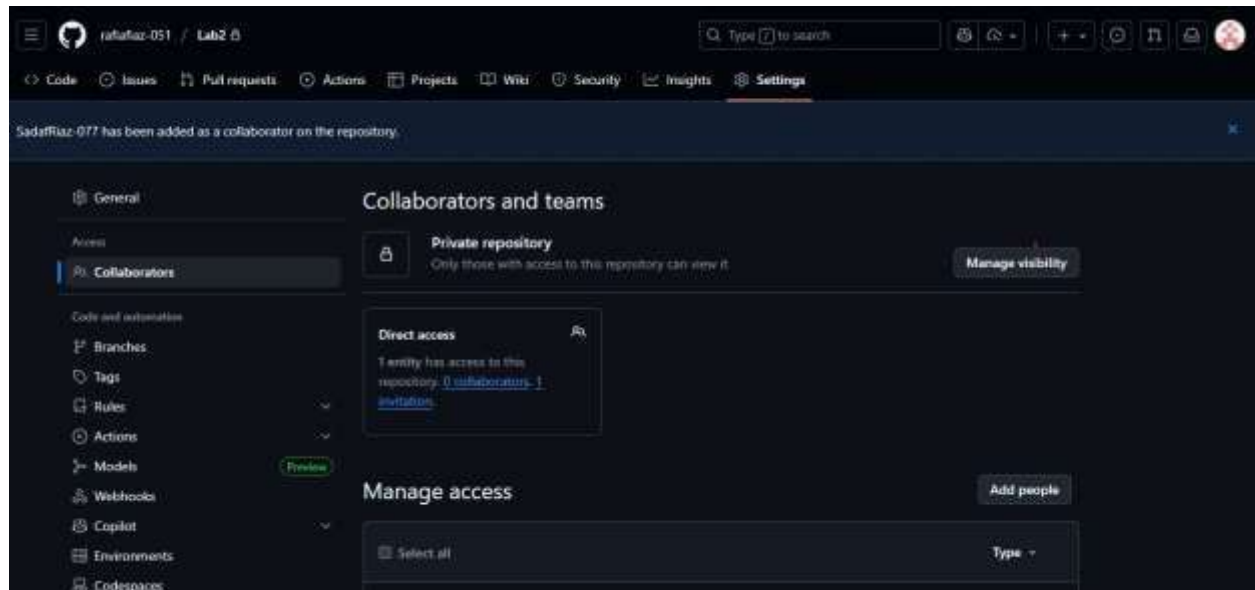 rafiafiaz-051 / Lab2
Type / to search
Code Issues Pull requests Actions Projects Wiki Security Insights Settings
SadafRiaz-077 has been added as a collaborator on the repository.
General
Access
Collaborators
Code and automation
Branches
Tags
Rules
Actions
Models Preview
Webhooks
Copilot
Environments
Codespaces
Collaborators and teams
Private repository
Only those with access to this repository can view it
Manage visibility
Direct access
1 entity has access to this
repository. 0 collaborators. 1
invitation.
Manage access
Add people
Select all
Type